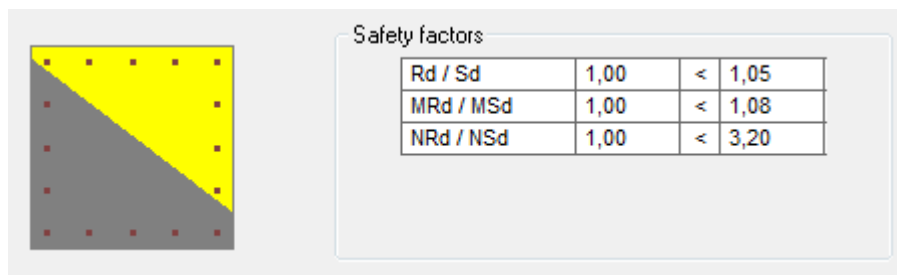 Safety factors
Rd / Sd 1,00 < 1,05
MRd / MSd 1,00 < 1,08
NRd / NSd 1,00 < 3,20